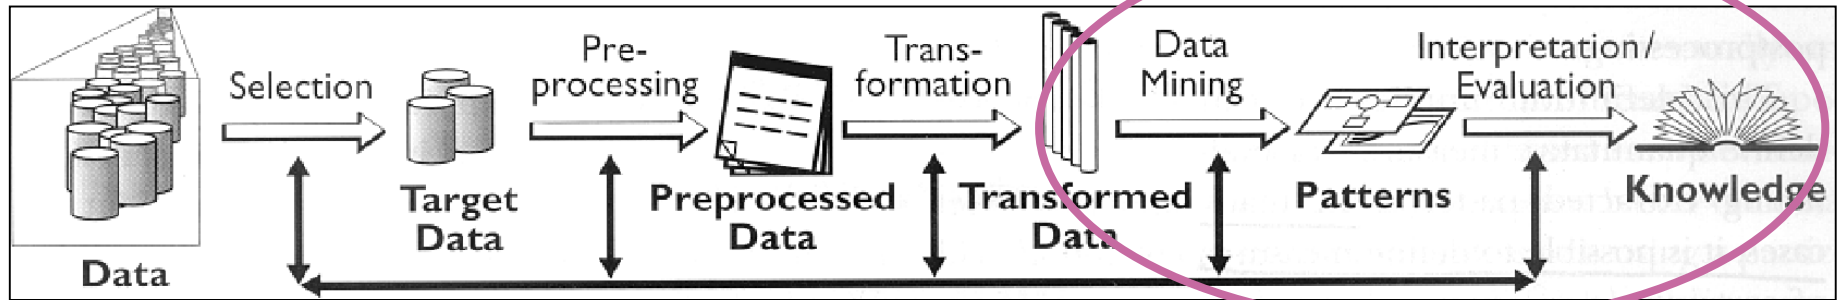 Selection
Pre-
processing
Trans-
formation
Data
Mining
Interpretation/
Evaluation
Data
Target
Data
Preprocessed
Data
Transformed
Data
Patterns
Knowledge